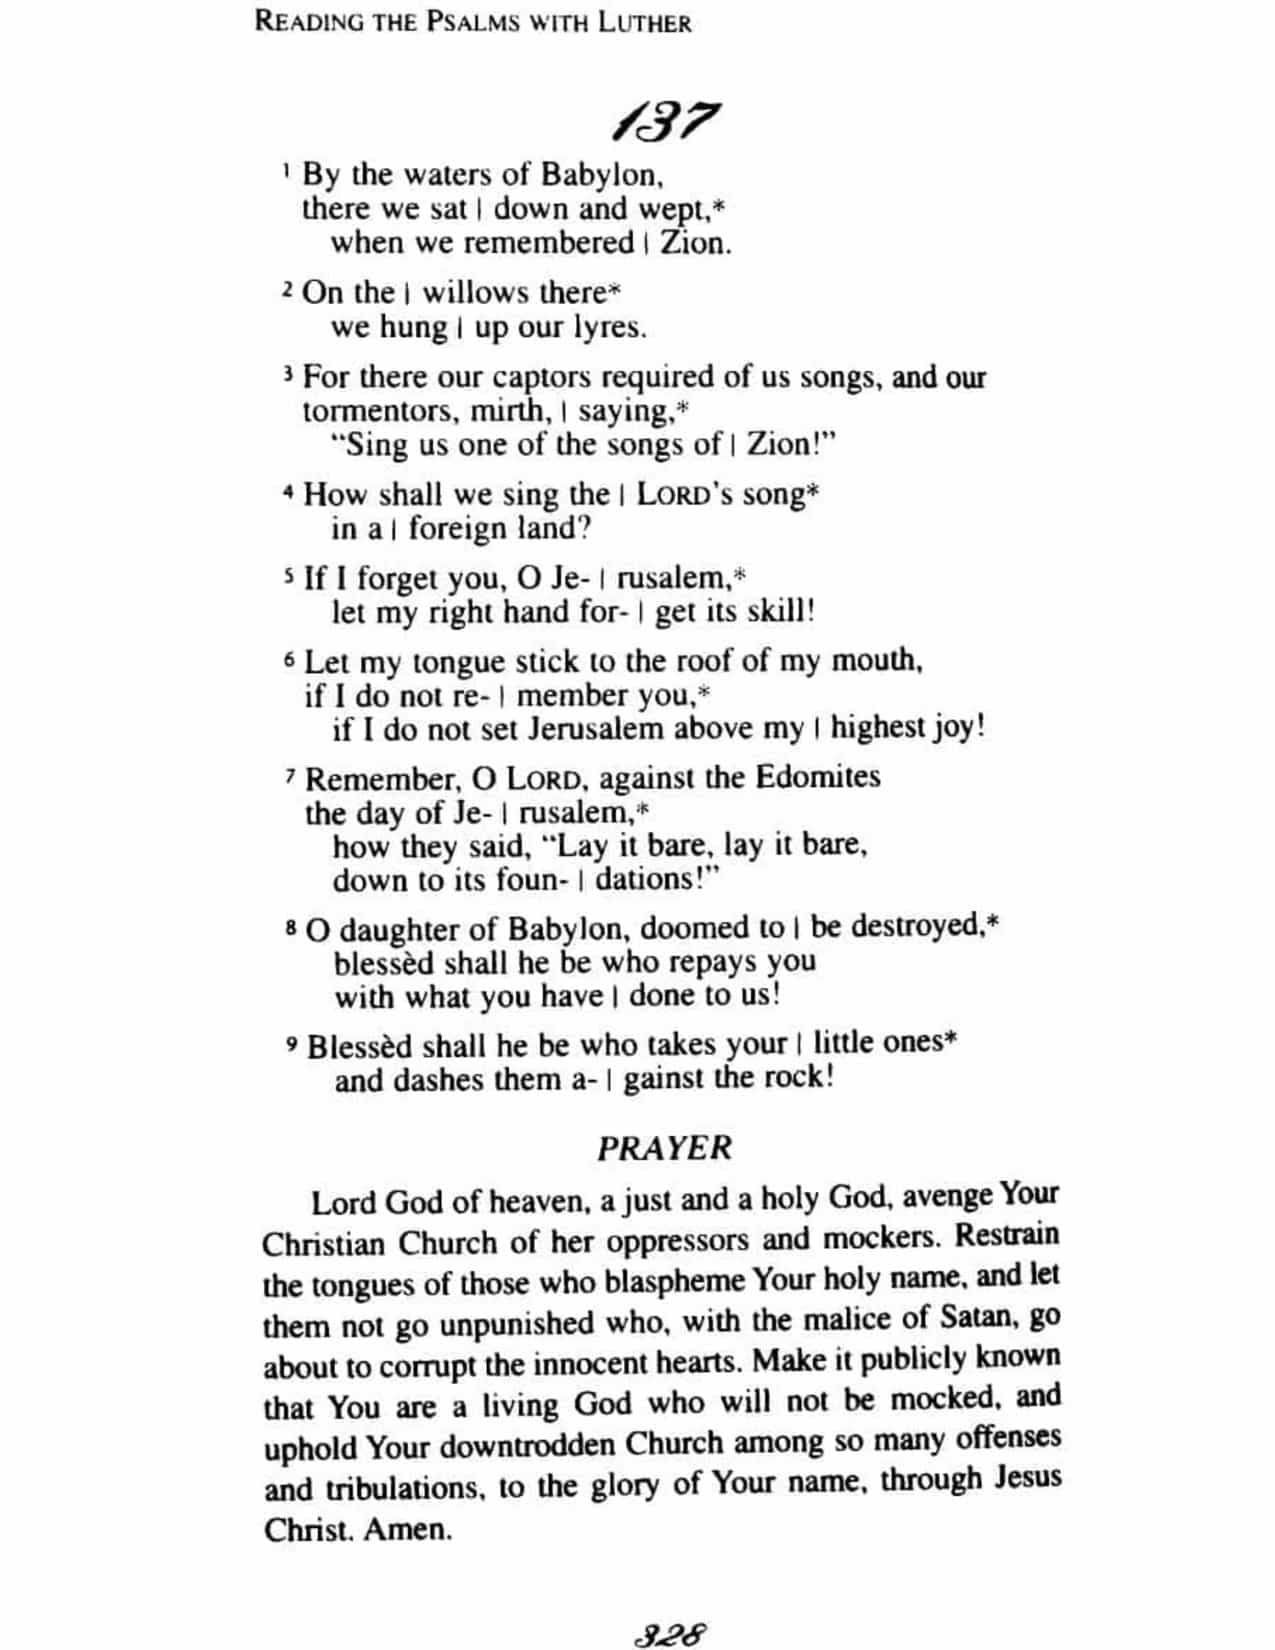 READING THE PSALMS WITH LUTHER
137
1 By the waters of Babylon,
there we sat | down and wept,*
when we remembered | Zion.
2 On the | willows there*
we hung | up our lyres.
3 For there our captors required of us songs, and our
tormentors, mirth, | saying,*
“Sing us one of the songs of | Zion!”
4 How shall we sing the | LORD’s song*
in a | foreign land?
5 If I forget you, O Je- | rusalem,*
let my right hand for- | get its skill!
6 Let my tongue stick to the roof of my mouth,
if I do not re- | member you,*
if I do not set Jerusalem above my | highest joy!
7 Remember, O LORD, against the Edomites
the day of Je- | rusalem,*
how they said, “Lay it bare, lay it bare,
down to its foun- | dations!”
8 O daughter of Babylon, doomed to | be destroyed,*
blessèd shall he be who repays you
with what you have | done to us!
9 Blessèd shall he be who takes your | little ones*
and dashes them a- | gainst the rock!
PRAYER
Lord God of heaven, a just and a holy God, avenge Your
Christian Church of her oppressors and mockers. Restrain
the tongues of those who blaspheme Your holy name, and let
them not go unpunished who, with the malice of Satan, go
about to corrupt the innocent hearts. Make it publicly known
that You are a living God who will not be mocked, and
uphold Your downtrodden Church among so many offenses
and tribulations, to the glory of Your name, through Jesus
Christ. Amen.
328